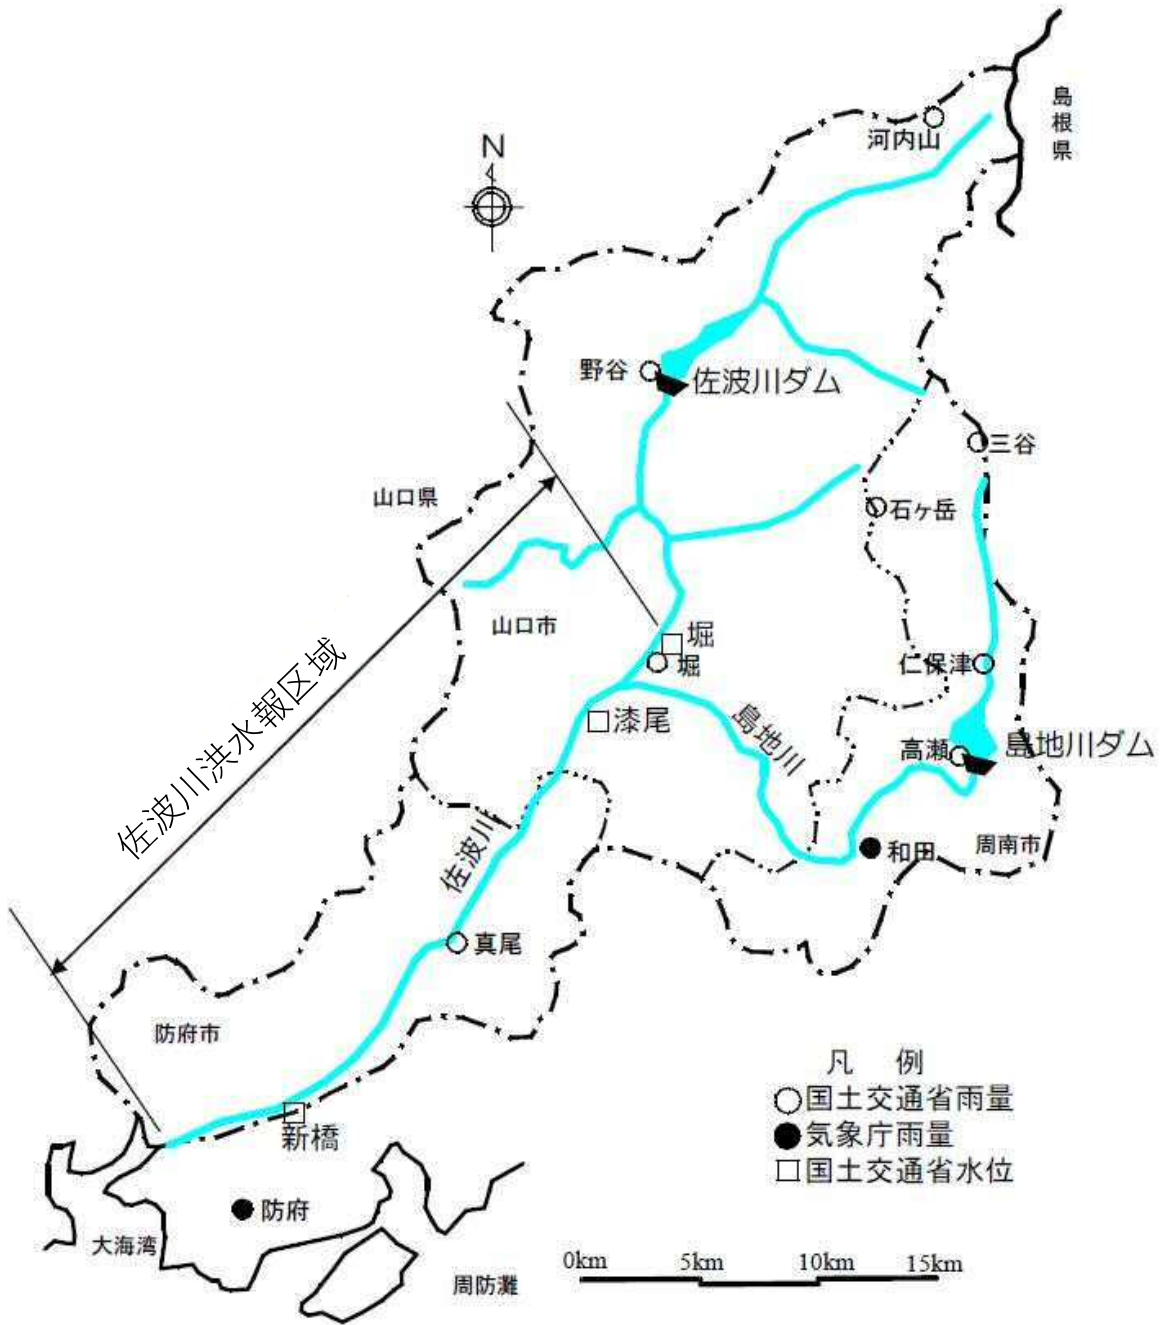 島根県
河内山
N
野谷
佐波川ダム
三谷
山口県
石ヶ岳
山口市
堀
堀
仁保津
佐波川洪水報区域
漆尾
島地川
高瀬
島地川ダム
佐波川
和田
周南市
真尾
防府市
新橋
防府
大海湾
周防灘
凡 例
国土交通省雨量
気象庁雨量
国土交通省水位
0km 5km 10km 15km